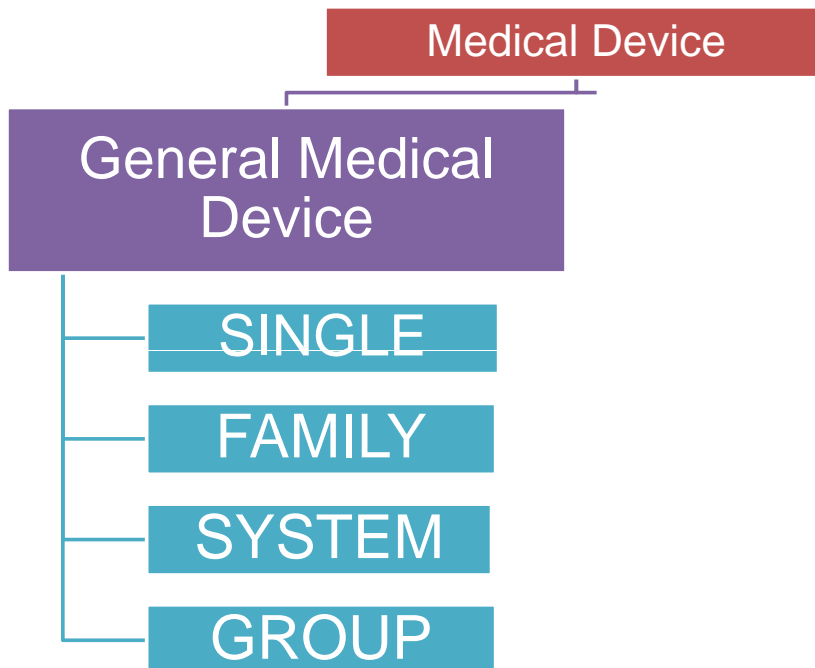 Medical Device
General Medical
Device
SINGLE
FAMILY
SYSTEM
GROUP